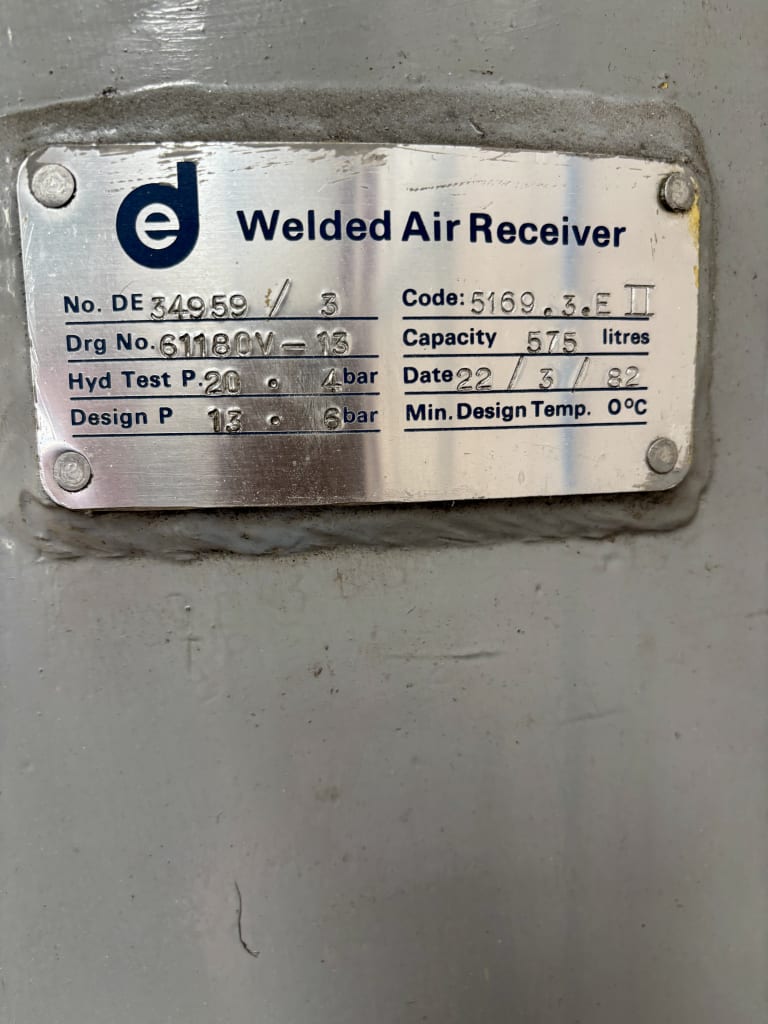 de Welded Air Receiver
No. DE 34959 / 3
Drg No. 61180V-13
Hyd Test P. 20 . 4 bar
Design P 13 . 6 bar
Code: 5169.3.E II
Capacity 575 litres
Date 22 / 3 / 82
Min. Design Temp. 0°C